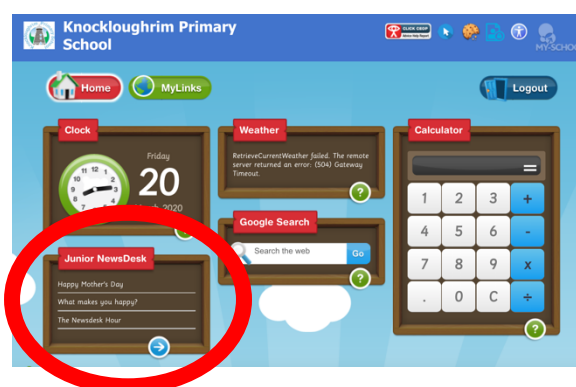 Knockloughrim Primary
School
CLICK CEOP
MY-SCHOOL
Home
MyLinks
Logout
Clock
Friday
20
2020
Weather
RetrieveCurrentWeather failed. The remote
server returned an error: (504) Gateway
Timeout.
?
Calculator
=
1 2 3 +
4 5 6 -
7 8 9 x
. 0 C ÷
?
Google Search
Search the web Go
?
Junior NewsDesk
Happy Mother's Day
What makes you happy?
The Newsdesk Hour